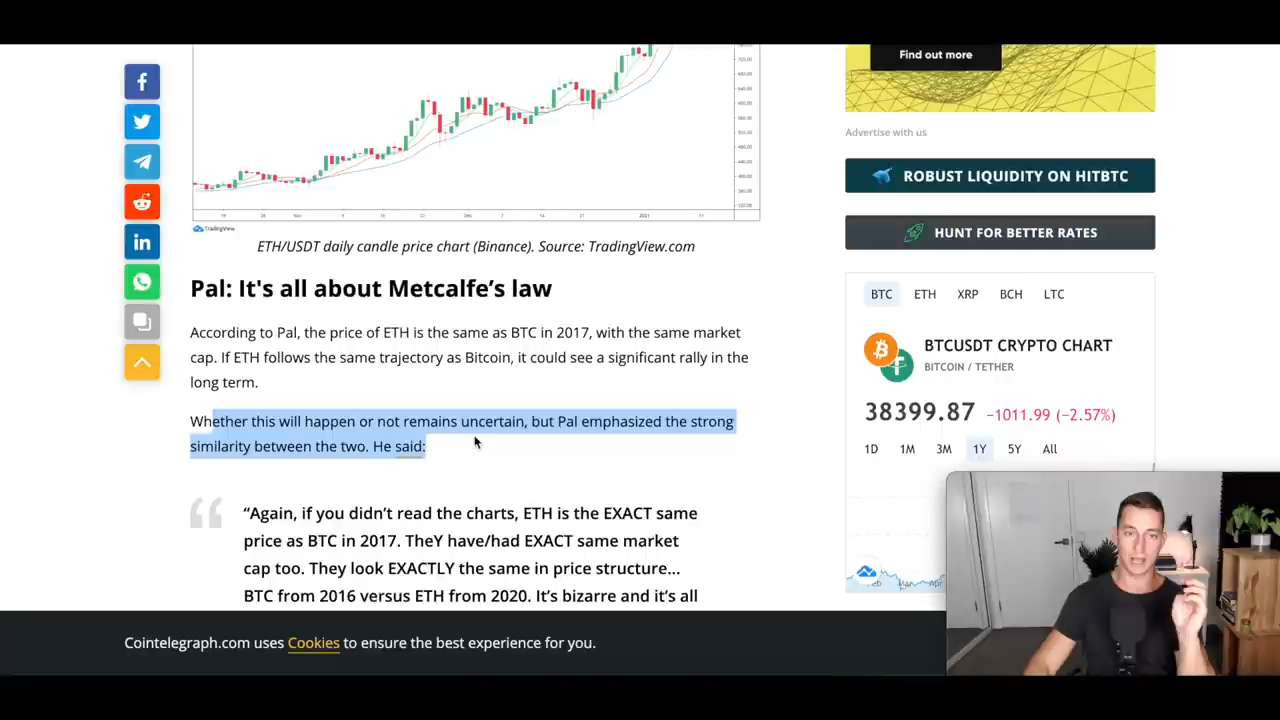 Find out more
Advertise with us
ROBUST LIQUIDITY ON HITBTC
HUNT FOR BETTER RATES
TradingView
ETH/USDT daily candle price chart (Binance). Source: TradingView.com
Pal: It's all about Metcalfe’s law
According to Pal, the price of ETH is the same as BTC in 2017, with the same market
cap. If ETH follows the same trajectory as Bitcoin, it could see a significant rally in the
long term.
Whether this will happen or not remains uncertain, but Pal emphasized the strong
similarity between the two. He said:
“Again, if you didn’t read the charts, ETH is the EXACT same
price as BTC in 2017. TheY have/had EXACT same market
cap too. They look EXACTLY the same in price structure...
BTC from 2016 versus ETH from 2020. It’s bizarre and it’s all
BTC ETH XRP BCH LTC
BTCUSDT CRYPTO CHART
BITCOIN / TETHER
38399.87 −1011.99 (−2.57%)
1D 1M 3M 1Y 5Y All
Cointelegraph.com uses Cookies to ensure the best experience for you.